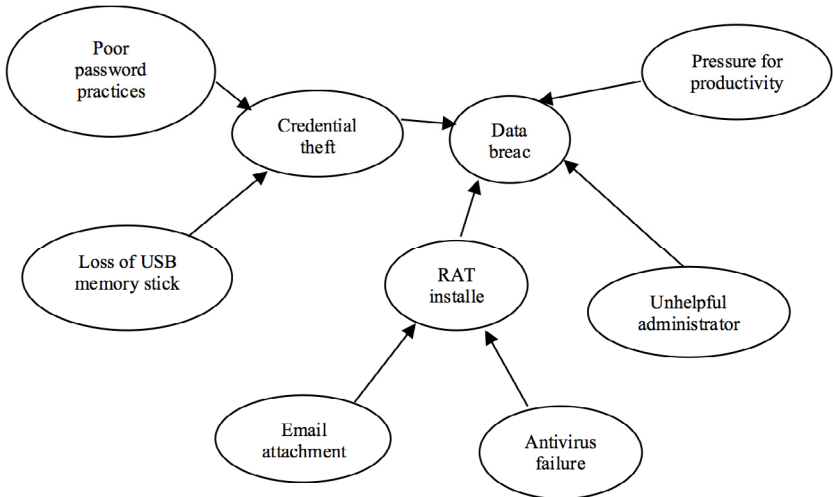 Poor
password
practices
Pressure for
productivity
Credential
theft
Data
breac
Loss of USB
memory stick
RAT
installe
Unhelpful
administrator
Email
attachment
Antivirus
failure